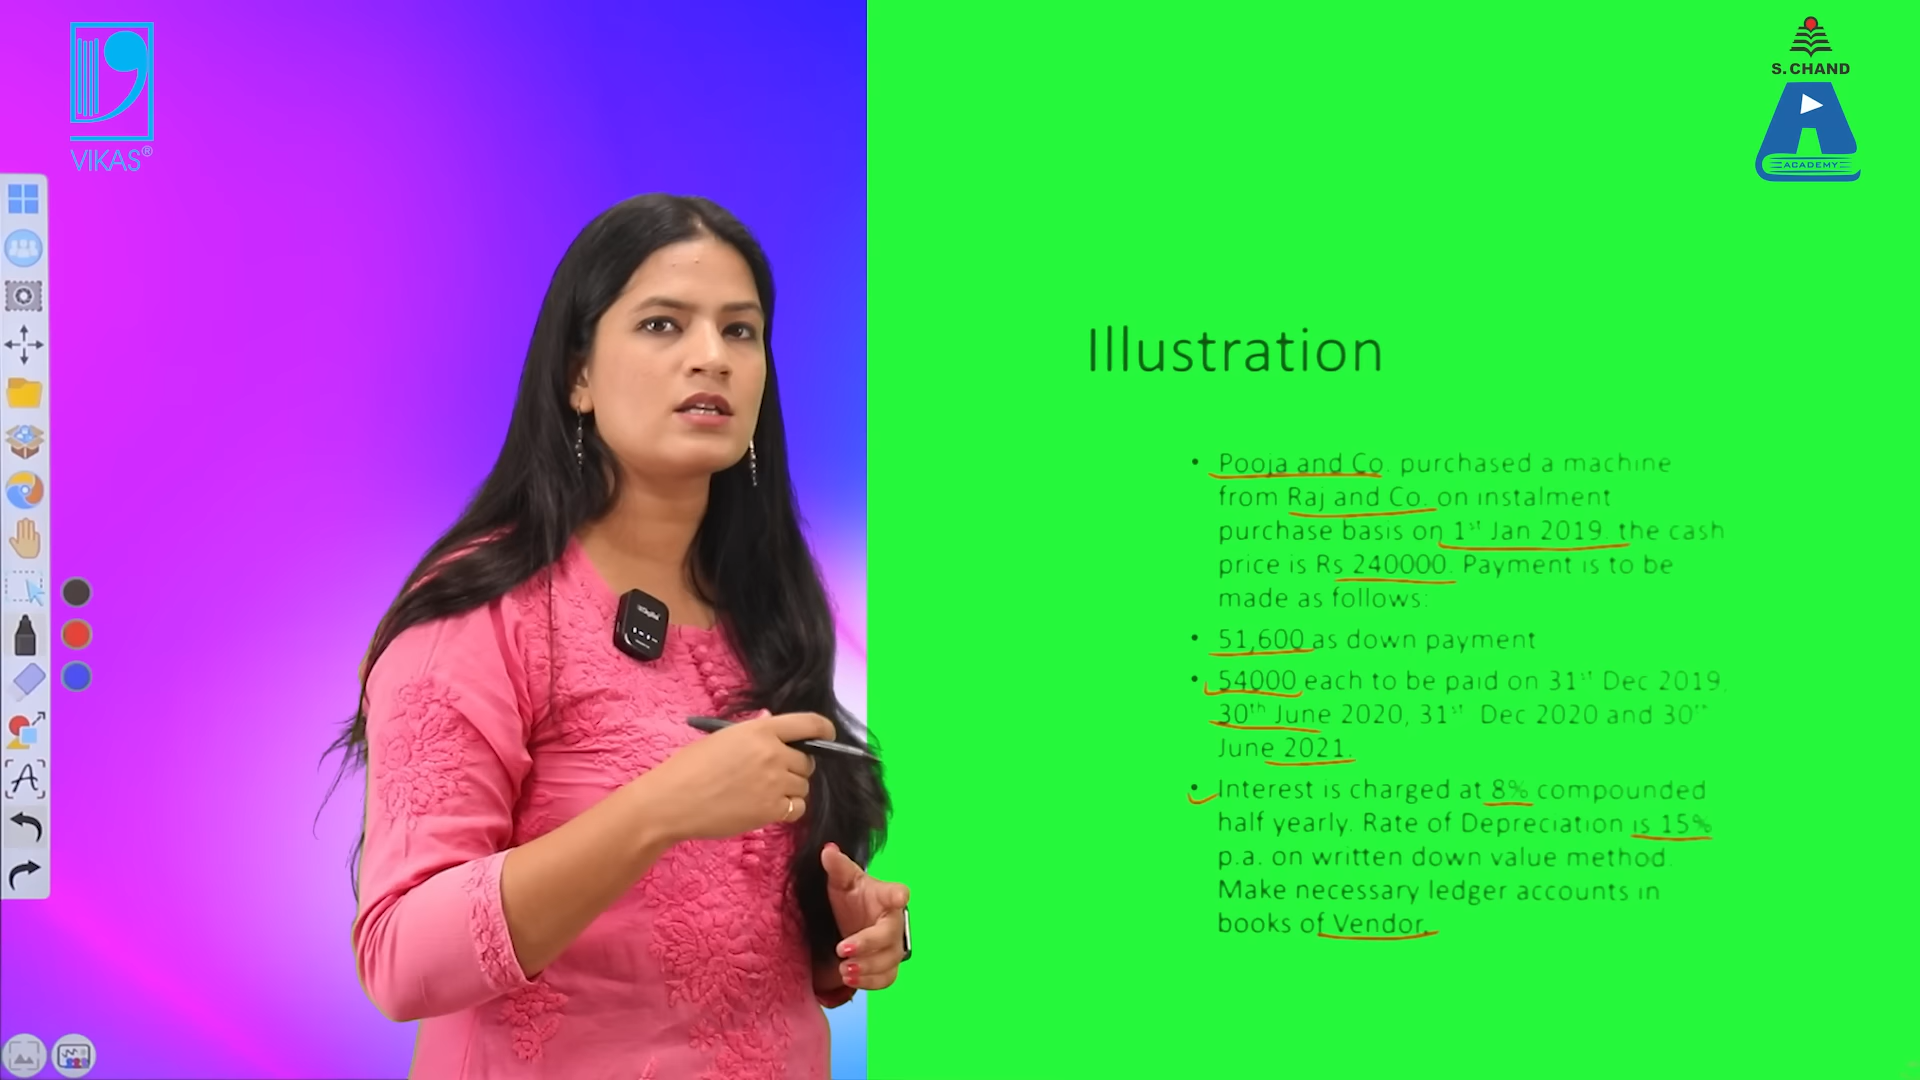 VIKAS®
S. CHAND
ACADEMY
Illustration
• Pooja and Co. purchased a machine
from Raj and Co. on instalment
purchase basis on 1st Jan 2019. the cash
price is Rs 240000. Payment is to be
made as follows:
• 51,600 as down payment
• 54000 each to be paid on 31st Dec 2019,
30th June 2020, 31st Dec 2020 and 30th
June 2021.
• Interest is charged at 8% compounded
half yearly. Rate of Depreciation is 15%
p.a. on written down value method.
Make necessary ledger accounts in
books of Vendor.